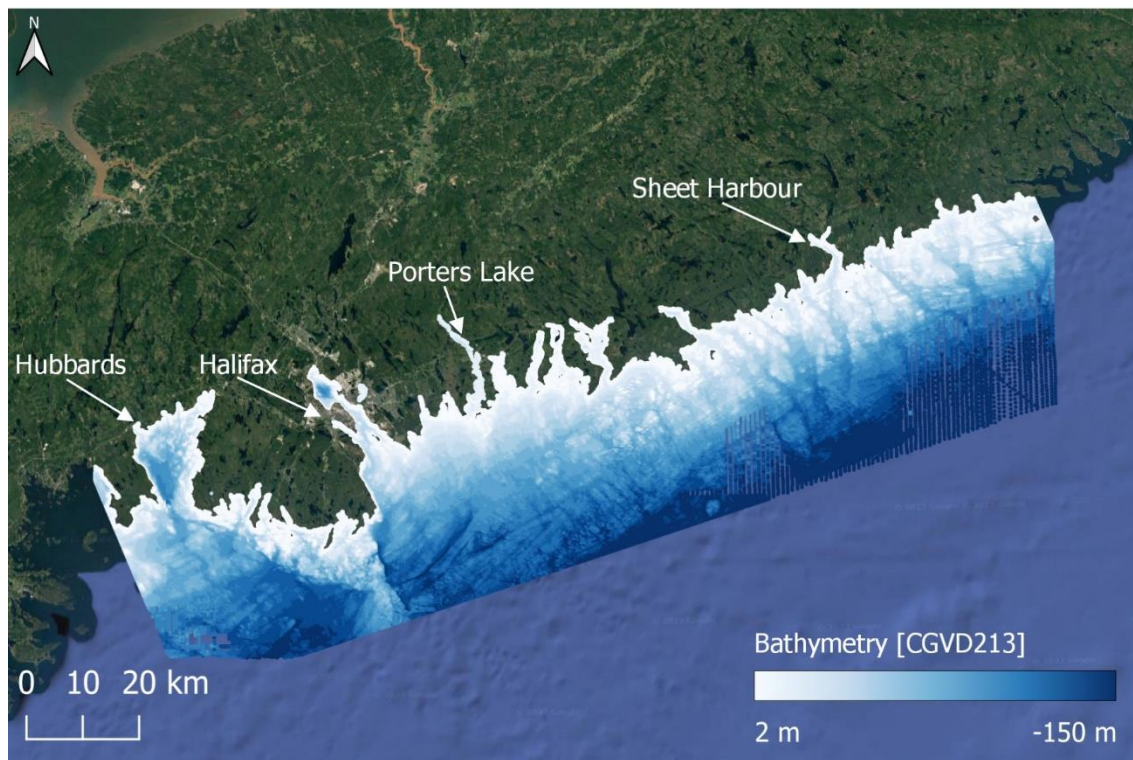 N
Sheet Harbour
Porters Lake
Hubbards
Halifax
Bathymetry [CGVD213]
0 10 20 km
2 m -150 m